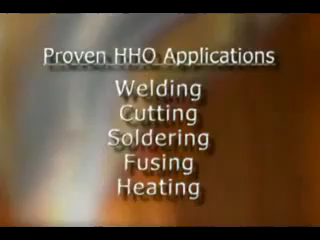 Proven HHO Applications
Welding
Cutting
Soldering
Fusing
Heating